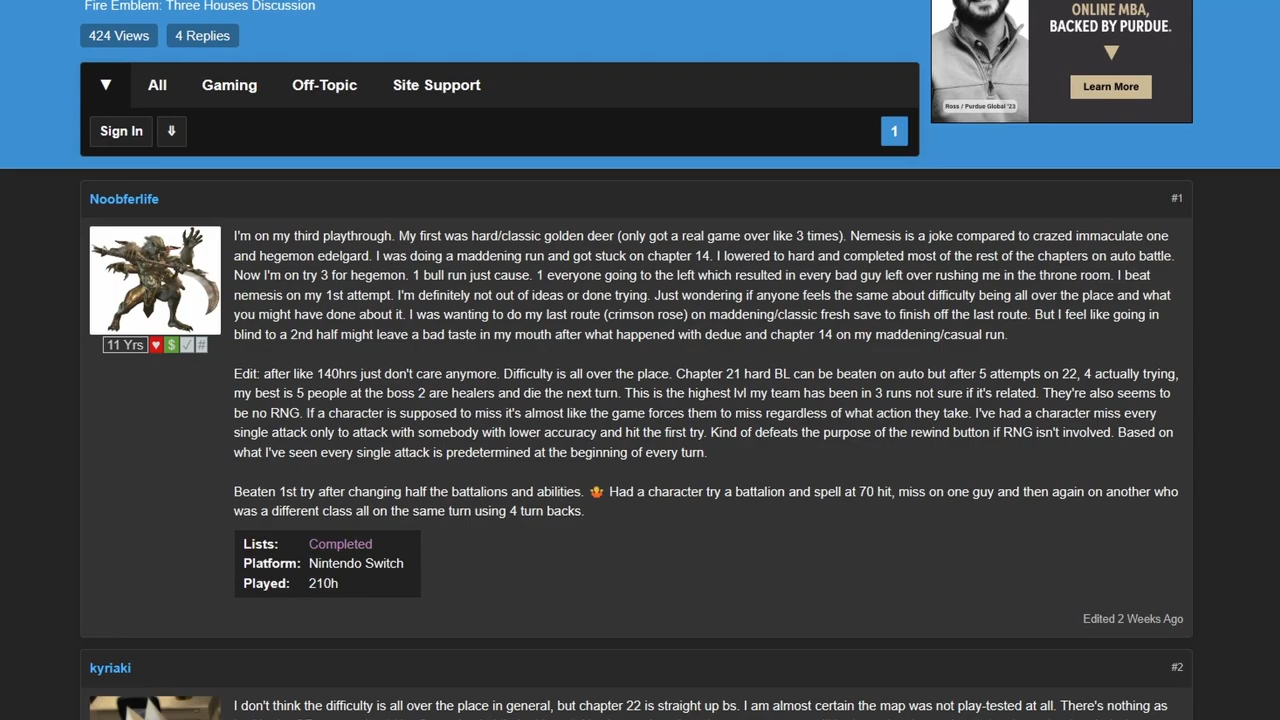 Fire Emblem: Three Houses Discussion
424 Views
4 Replies
ONLINE MBA,
BACKED BY PURDUE.
Learn More
Ross / Purdue Global '23
▼ All Gaming Off-Topic Site Support
Sign In ⇓ 1
Noobferlife #1
I'm on my third playthrough. My first was hard/classic golden deer (only got a real game over like 3 times). Nemesis is a joke compared to crazed immaculate one
and hegemon edelgard. I was doing a maddening run and got stuck on chapter 14. I lowered to hard and completed most of the rest of the chapters on auto battle.
Now I'm on try 3 for hegemon. 1 bull run just cause. 1 everyone going to the left which resulted in every bad guy left over rushing me in the throne room. I beat
nemesis on my 1st attempt. I'm definitely not out of ideas or done trying. Just wondering if anyone feels the same about difficulty being all over the place and what
you might have done about it. I was wanting to do my last route (crimson rose) on maddening/classic fresh save to finish off the last route. But I feel like going in
blind to a 2nd half might leave a bad taste in my mouth after what happened with dedue and chapter 14 on my maddening/casual run.
11 Yrs ♥ $ ✓ #
Edit: after like 140hrs just don't care anymore. Difficulty is all over the place. Chapter 21 hard BL can be beaten on auto but after 5 attempts on 22, 4 actually trying,
my best is 5 people at the boss 2 are healers and die the next turn. This is the highest lvl my team has been in 3 runs not sure if it's related. They're also seems to
be no RNG. If a character is supposed to miss it's almost like the game forces them to miss regardless of what action they take. I've had a character miss every
single attack only to attack with somebody with lower accuracy and hit the first try. Kind of defeats the purpose of the rewind button if RNG isn't involved. Based on
what I've seen every single attack is predetermined at the beginning of every turn.
Beaten 1st try after changing half the battalions and abilities. 🤷 Had a character try a battalion and spell at 70 hit, miss on one guy and then again on another who
was a different class all on the same turn using 4 turn backs.
Lists: Completed
Platform: Nintendo Switch
Played: 210h
Edited 2 Weeks Ago
kyriaki #2
I don't think the difficulty is all over the place in general, but chapter 22 is straight up bs. I am almost certain the map was not play-tested at all. There's nothing as